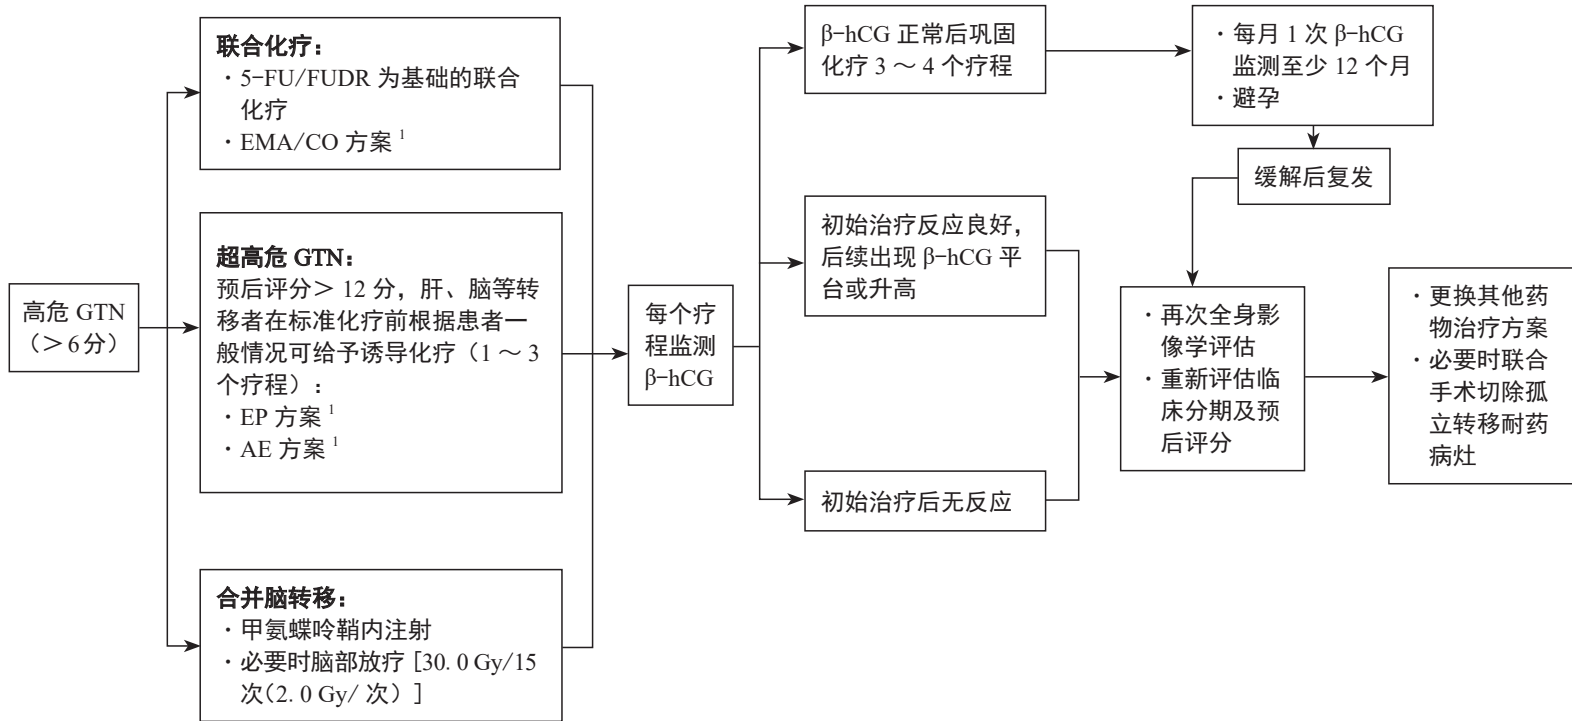 高危 GTN
（＞6 分）
联合化疗：
· 5-FU/FUDR 为基础的联合
化疗
· EMA/CO 方案 1
超高危 GTN：
预后评分＞ 12 分，肝、脑等转
移者在标准化疗前根据患者一
般情况可给予诱导化疗（1 ～ 3
个疗程）：
· EP 方案 1
· AE 方案 1
合并脑转移：
· 甲氨蝶呤鞘内注射
· 必要时脑部放疗 [30. 0 Gy/15
次（2. 0 Gy/ 次）]
每个疗
程监测
β-hCG
β-hCG 正常后巩固
化疗 3 ～ 4 个疗程
初始治疗反应良好，
后续出现 β-hCG 平
台或升高
初始治疗后无反应
· 每月 1 次 β-hCG
监测至少 12 个月
· 避孕
缓解后复发
· 再次全身影
像学评估
· 重新评估临
床分期及预
后评分
· 更换其他药
物治疗方案
· 必要时联合
手术切除孤
立转移耐药
病灶